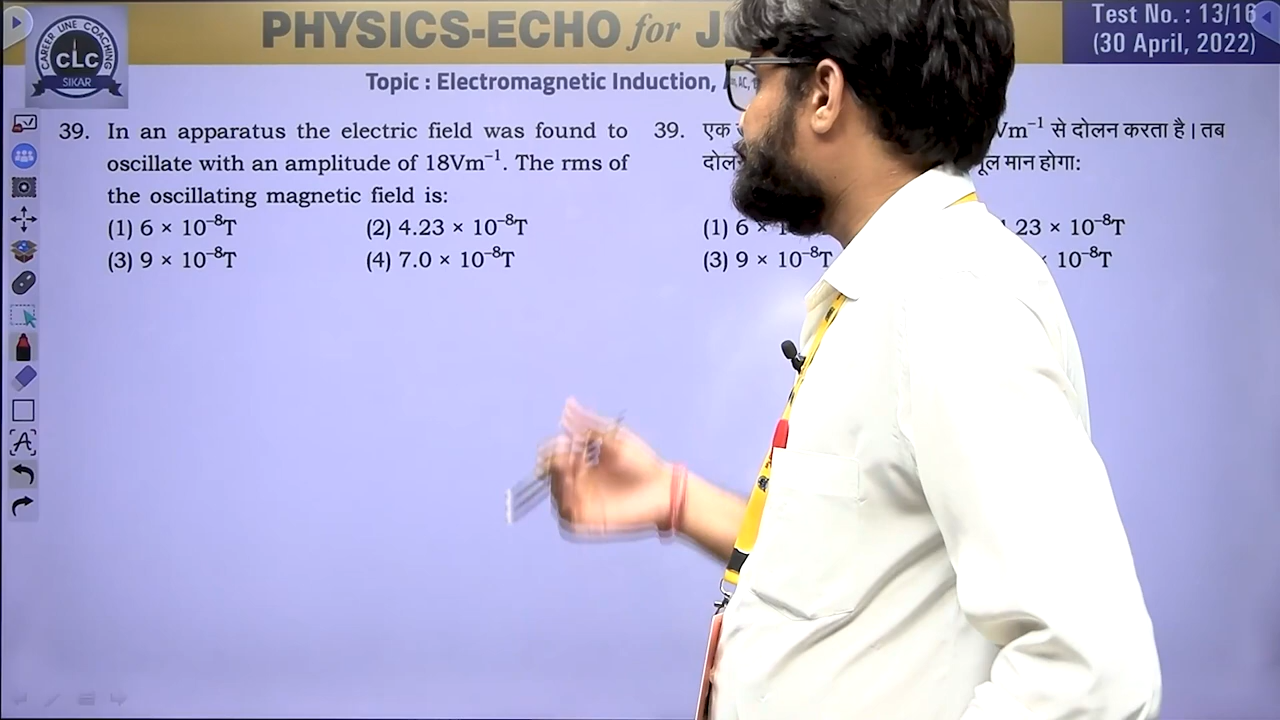 CAREER LINE COACHING
CLC
SIKAR
PHYSICS-ECHO for
Test No. : 13/16
(30 April, 2022)
Topic : Electromagnetic Induction,
39. In an apparatus the electric field was found to
oscillate with an amplitude of 18Vm⁻¹. The rms of
the oscillating magnetic field is:
(1) 6 × 10⁻⁸T (2) 4.23 × 10⁻⁸T
(3) 9 × 10⁻⁸T (4) 7.0 × 10⁻⁸T
39. एक Vm⁻¹ से दोलन करता है। तब
मान होगा:
(1) 6 × .23 × 10⁻⁸T
(3) 9 × 10⁻⁸T × 10⁻⁸T